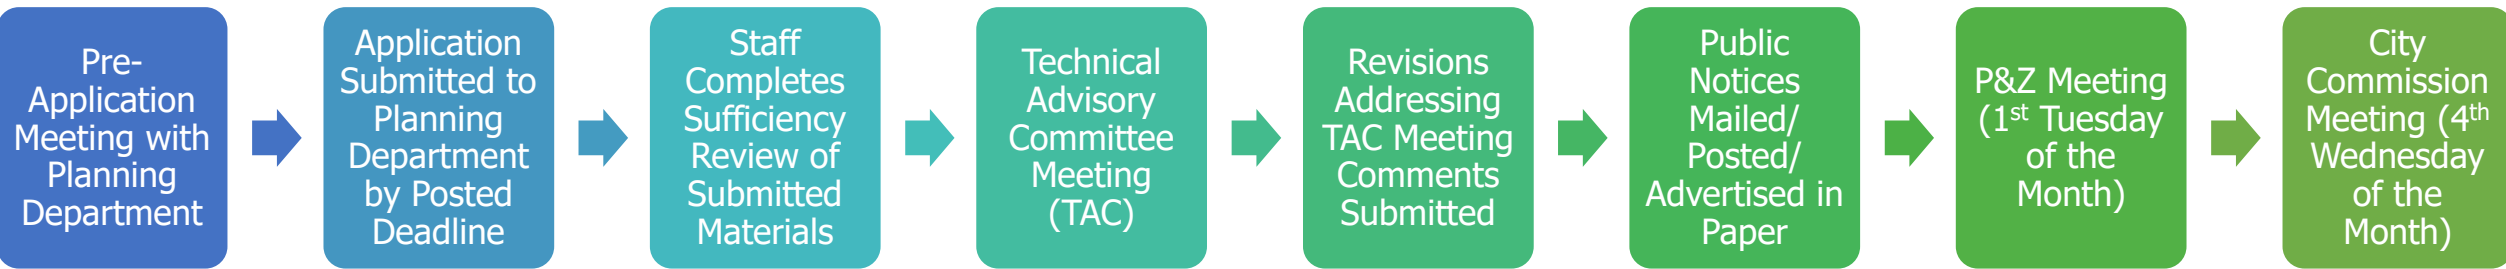 Pre-
Application
Meeting with
Planning
Department
Application
Submitted to
Planning
Department
by Posted
Deadline
Staff
Completes
Sufficiency
Review of
Submitted
Materials
Technical
Advisory
Committee
Meeting
(TAC)
Revisions
Addressing
TAC Meeting
Comments
Submitted
Public
Notices
Mailed/
Posted/
Advertised in
Paper
P&Z Meeting
(1st Tuesday
of the
Month)
City
Commission
Meeting (4th
Wednesday
of the
Month)